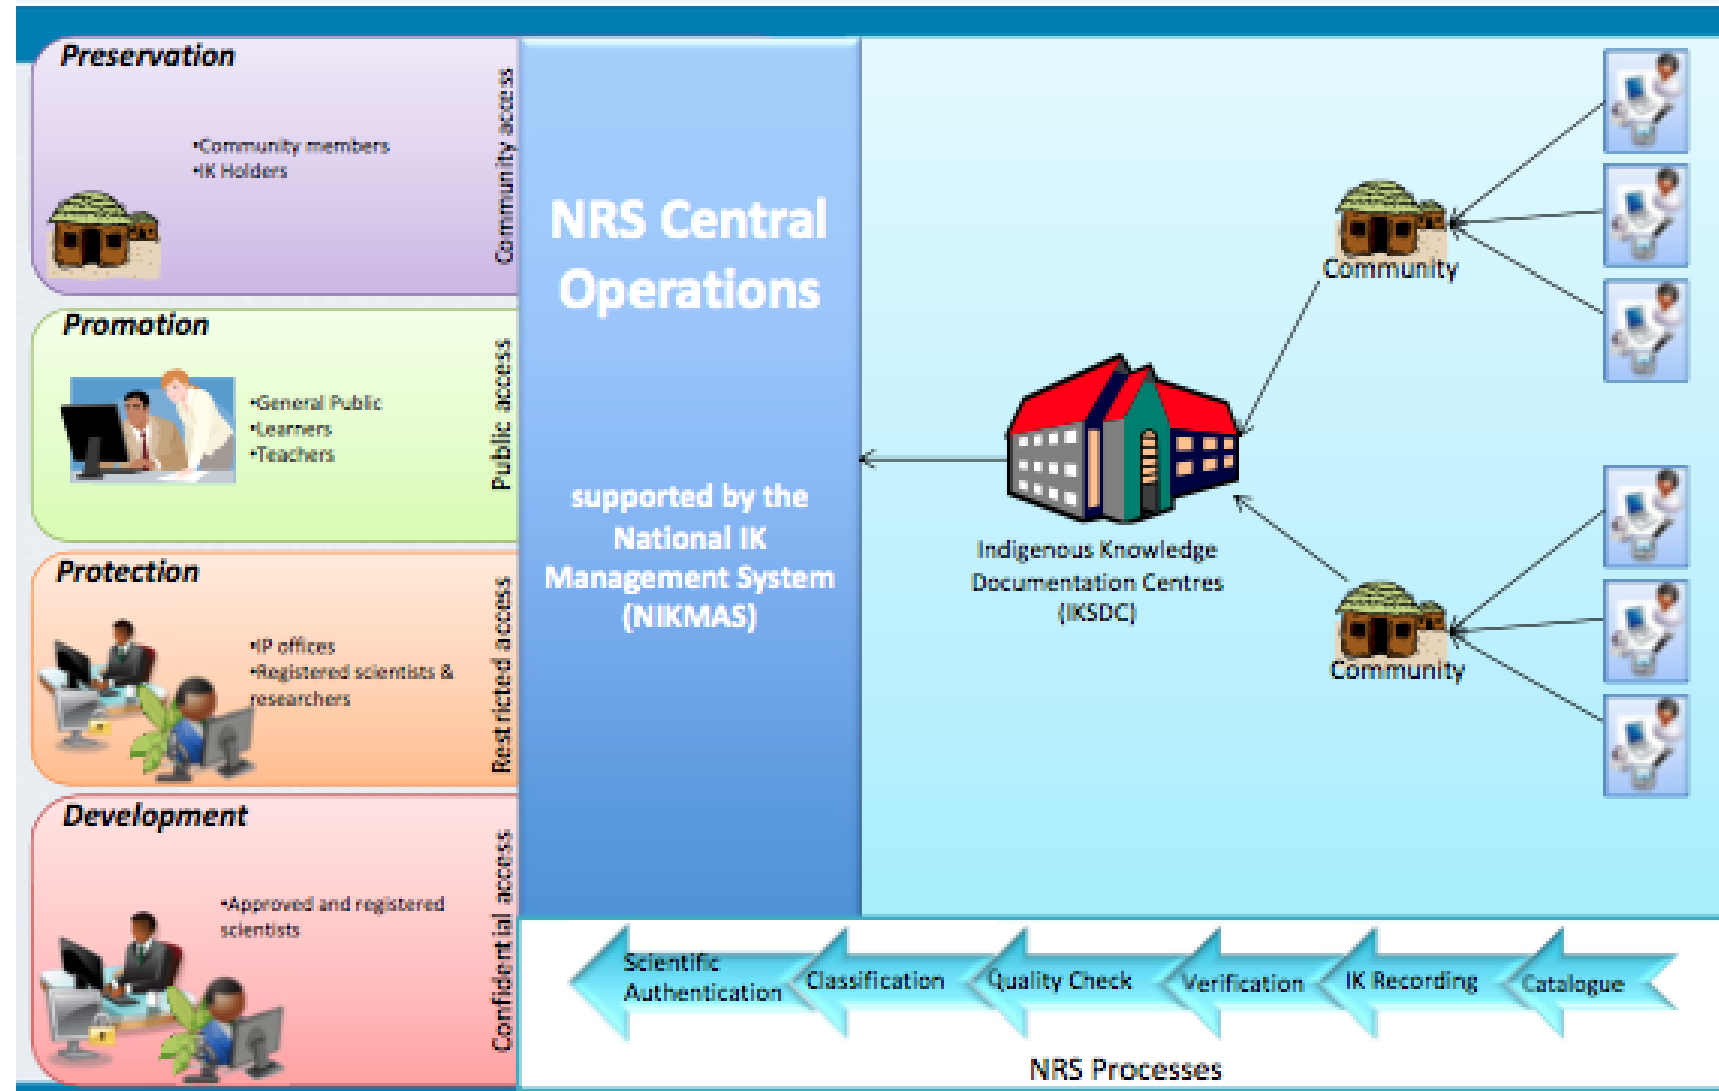 Preservation
•Community members
•IK Holders
Community access
Promotion
•General Public
•Learners
•Teachers
Public access
Protection
•IP offices
•Registered scientists &
researchers
Restricted access
Development
•Approved and registered
scientists
Confidential access
NRS Central
Operations
supported by the
National IK
Management System
(NIKMAS)
Indigenous Knowledge
Documentation Centres
(IKSDC)
Community
Community
Scientific
Authentication
Classification
Quality Check
Verification
IK Recording
Catalogue
NRS Processes